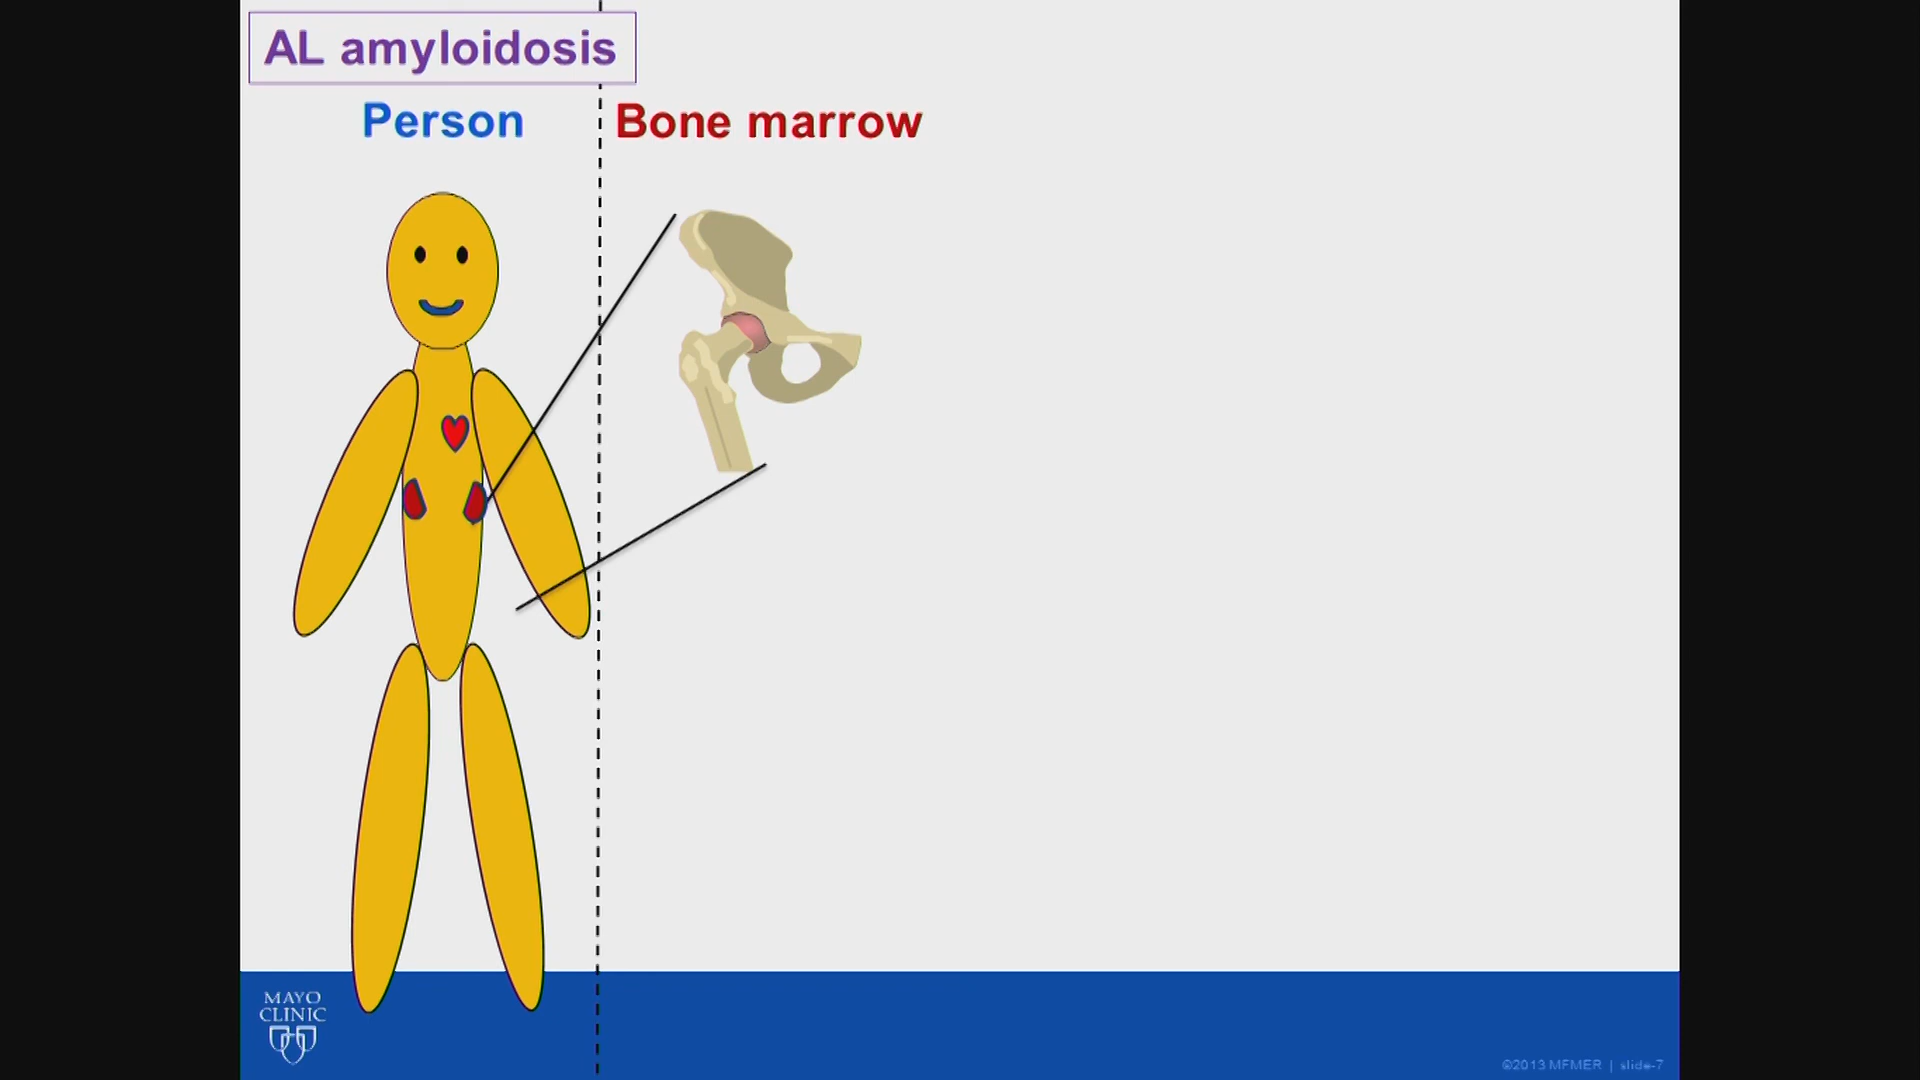 AL amyloidosis
Person
Bone marrow
MAYO
CLINIC
©2013 MFMER | slide-7